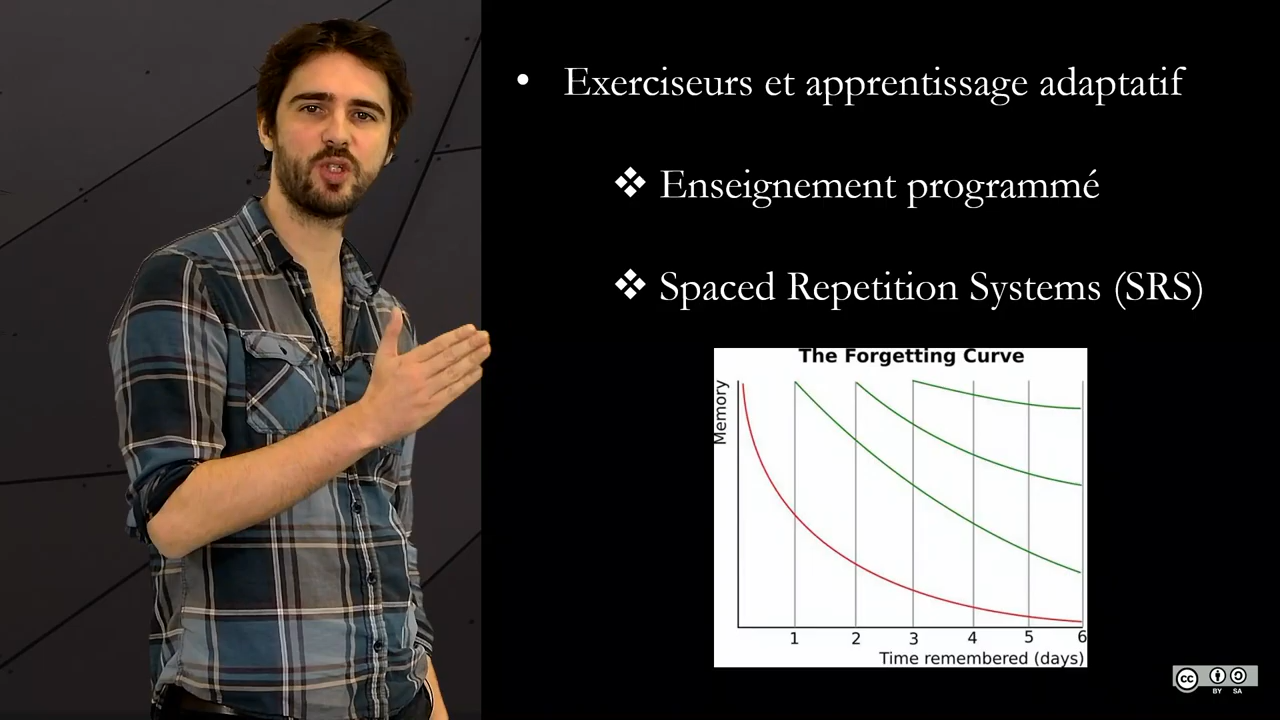 • Exerciseurs et apprentissage adaptatif
❖ Enseignement programmé
❖ Spaced Repetition Systems (SRS)
The Forgetting Curve
Memory
1 2 3 4 5 6
Time remembered (days)
cc
BY SA